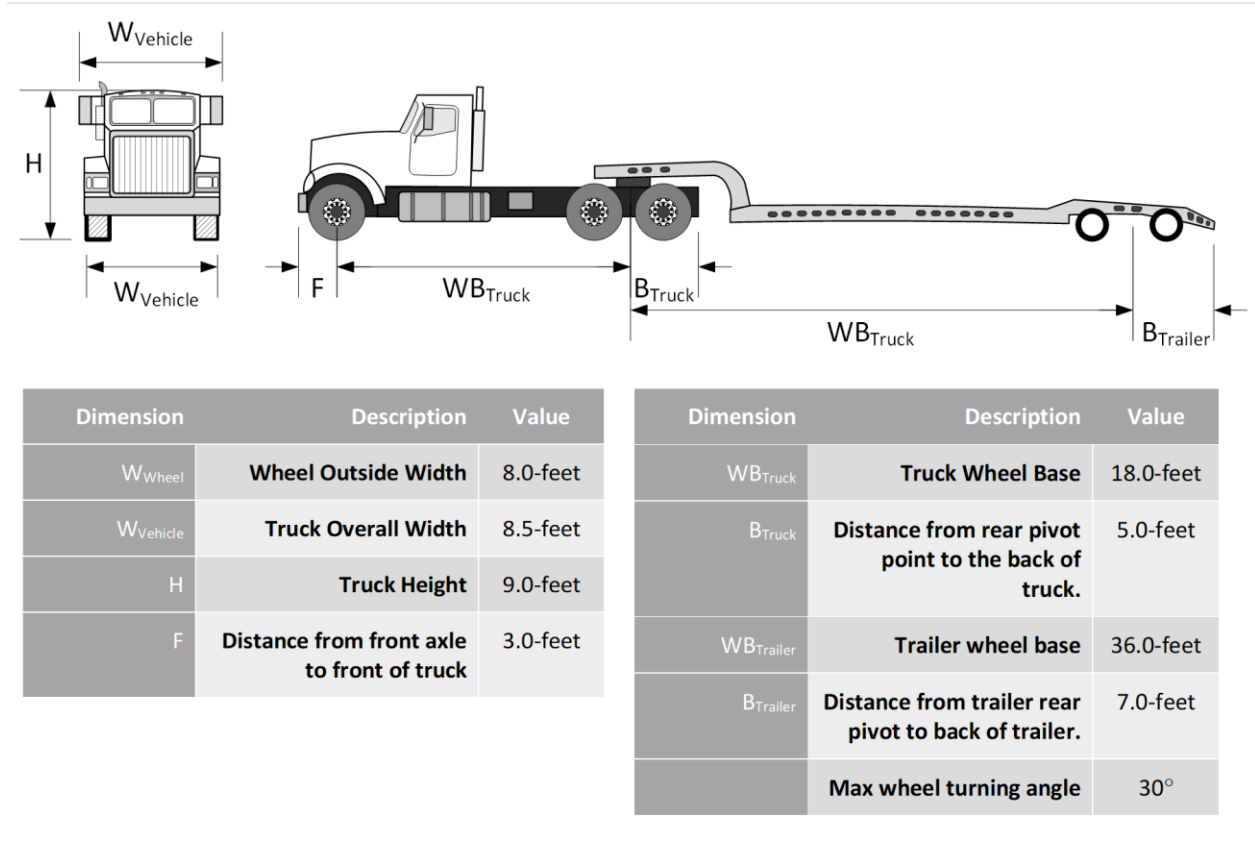 WVehicle
H
WVehicle
F
WBTruck
BTruck
WBTruck
BTrailer
Dimension Description Value
WWheel Wheel Outside Width 8.0-feet
WVehicle Truck Overall Width 8.5-feet
H Truck Height 9.0-feet
F Distance from front axle 3.0-feet
to front of truck
Dimension Description Value
WBTruck Truck Wheel Base 18.0-feet
BTruck Distance from rear pivot 5.0-feet
point to the back of
truck.
WBTrailer Trailer wheel base 36.0-feet
BTrailer Distance from trailer rear 7.0-feet
pivot to back of trailer.
Max wheel turning angle 30°